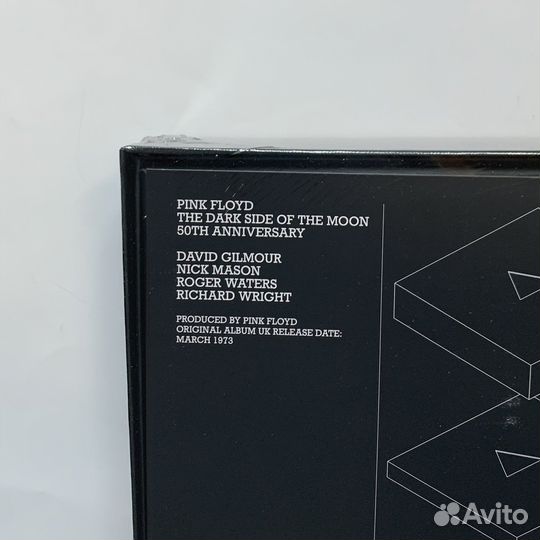 PINK FLOYD
THE DARK SIDE OF THE MOON
50TH ANNIVERSARY
DAVID GILMOUR
NICK MASON
ROGER WATERS
RICHARD WRIGHT
PRODUCED BY PINK FLOYD
ORIGINAL ALBUM UK RELEASE DATE:
MARCH 1973
Avito